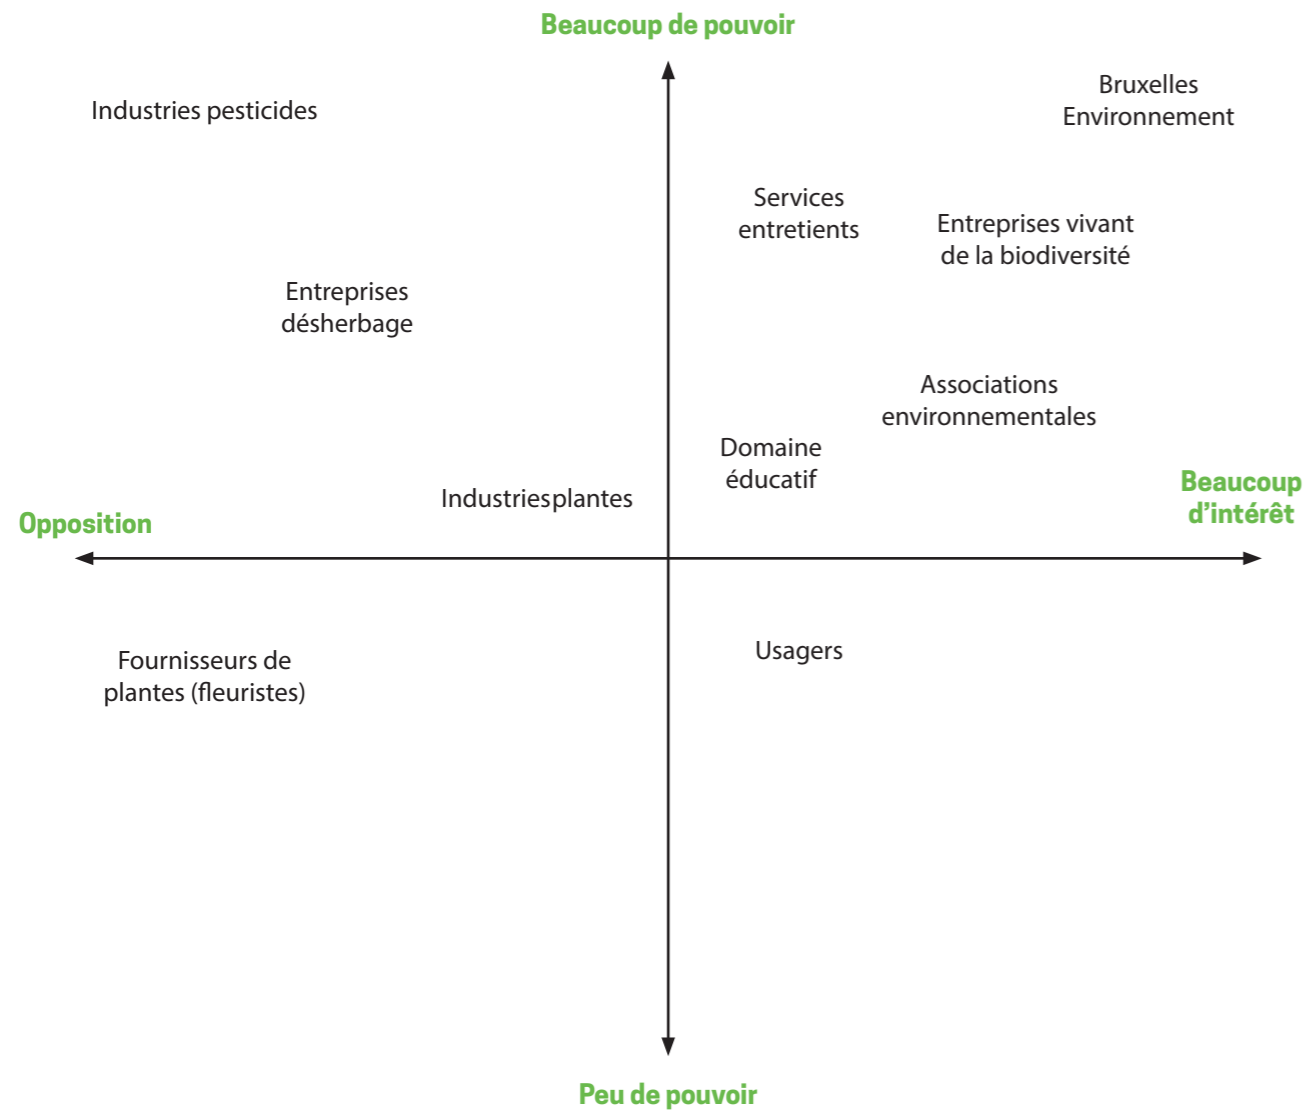 Beaucoup de pouvoir
Industries pesticides
Bruxelles
Environnement
Services
entretients
Entreprises vivant
de la biodiversité
Entreprises
désherbage
Associations
environnementales
Domaine
éducatif
Industriesplantes
Opposition
Beaucoup
d’intérêt
Fournisseurs de
plantes (fleuristes)
Usagers
Peu de pouvoir